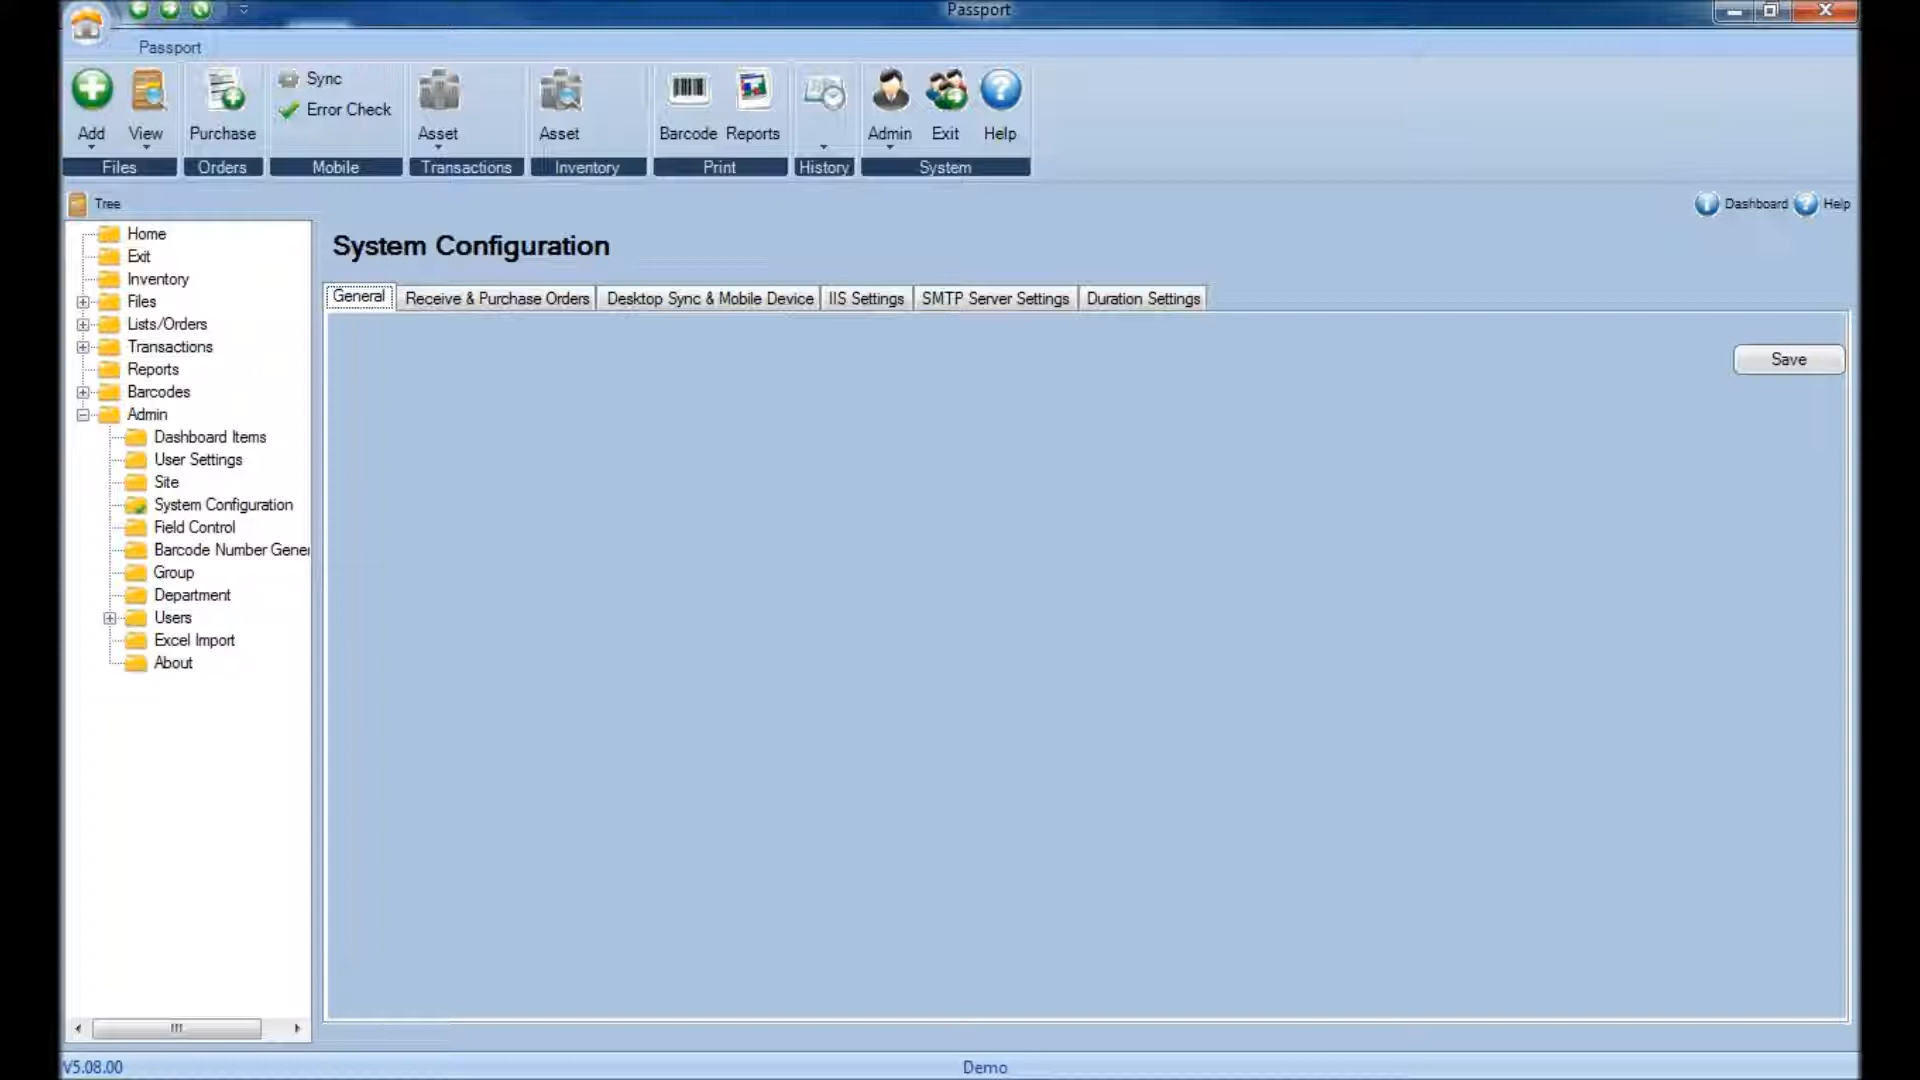 Passport
Passport
Add
View
Files
Purchase
Orders
Sync
Error Check
Mobile
Asset
Transactions
Asset
Inventory
Barcode
Reports
Print
History
Admin
Exit
Help
System
Tree
Dashboard
Help
Home
Exit
Inventory
Files
Lists/Orders
Transactions
Reports
Barcodes
Admin
Dashboard Items
User Settings
Site
System Configuration
Field Control
Barcode Number Gener
Group
Department
Users
Excel Import
About
System Configuration
General
Receive & Purchase Orders
Desktop Sync & Mobile Device
IIS Settings
SMTP Server Settings
Duration Settings
Save
V5.08.00
Demo